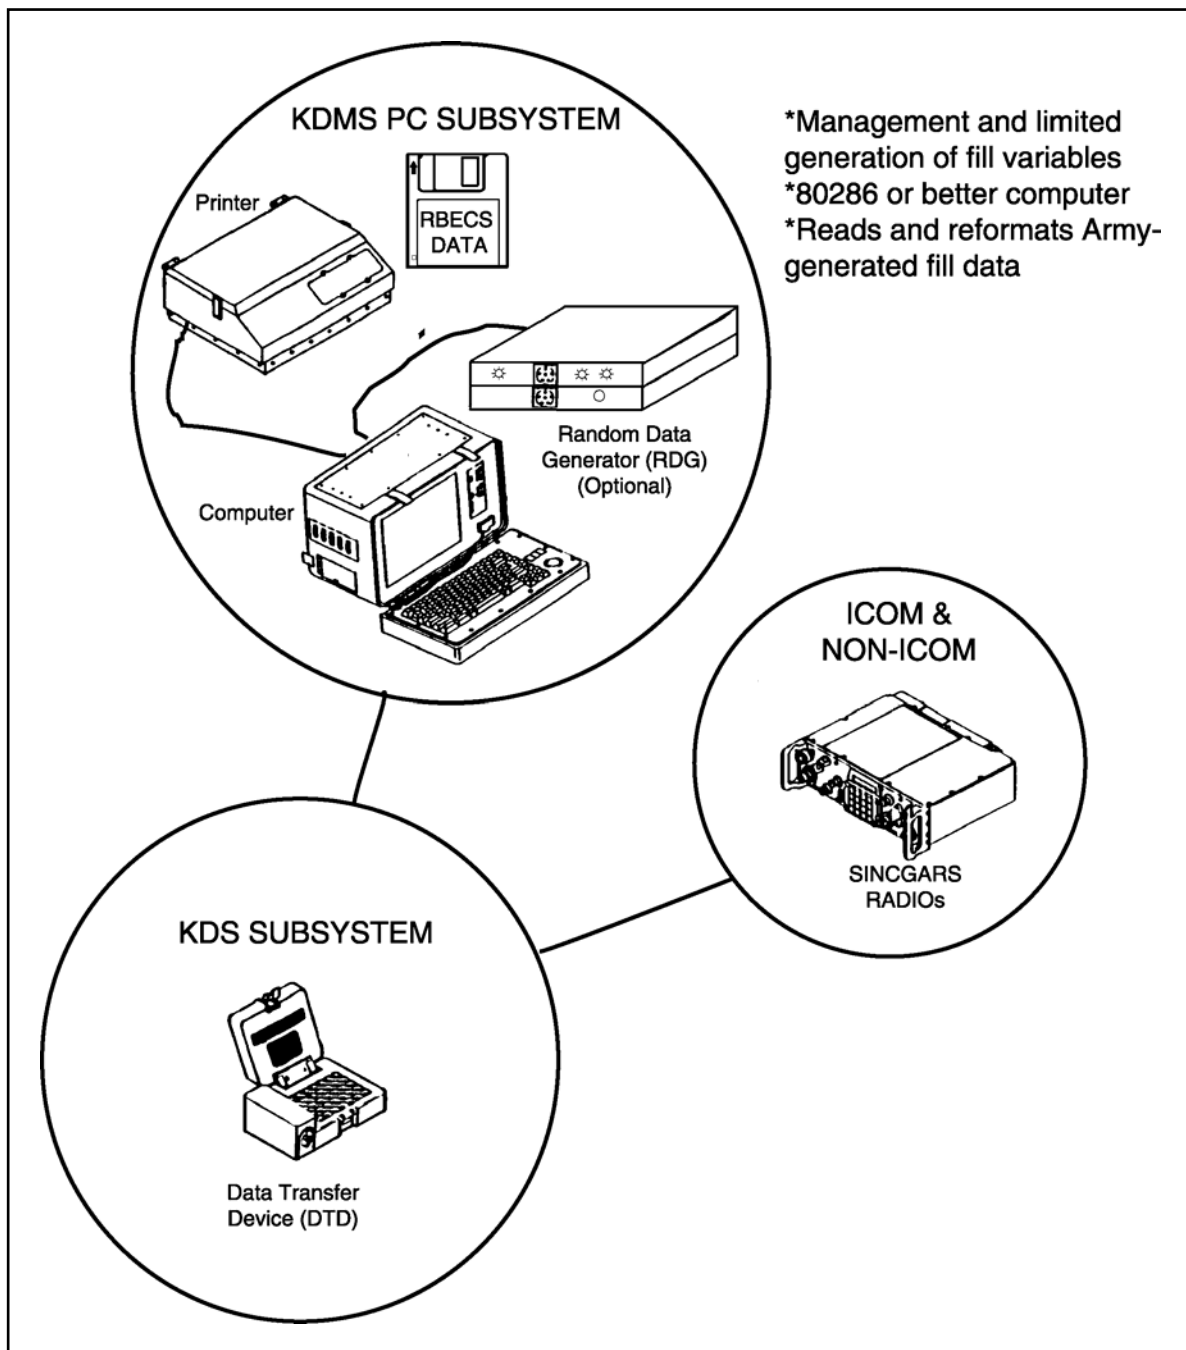 KDMS PC SUBSYSTEM
Printer
RBECS
DATA
Random Data
Generator (RDG)
(Optional)
Computer
*Management and limited
generation of fill variables
*80286 or better computer
*Reads and reformats Army-
generated fill data
ICOM &
NON-ICOM
SINCGARS
RADIOs
KDS SUBSYSTEM
Data Transfer
Device (DTD)